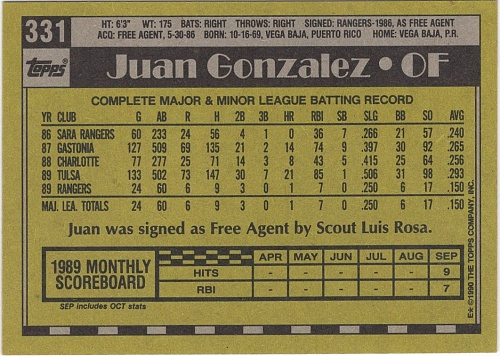 331
HT: 6'3" WT: 175 BATS: RIGHT THROWS: RIGHT SIGNED: RANGERS-1986, AS FREE AGENT
ACQ: FREE AGENT, 5-30-86 BORN: 10-16-69, VEGA BAJA, PUERTO RICO HOME: VEGA BAJA, P.R.
Topps
Juan Gonzalez • OF
COMPLETE MAJOR & MINOR LEAGUE BATTING RECORD
YR CLUB G AB R H 2B 3B HR RBI SB SLG BB SO AVG
86 SARA RANGERS 60 233 24 56 4 1 0 36 7 .266 21 57 .240
87 GASTONIA 127 509 69 135 21 2 14 74 9 .397 30 92 .265
88 CHARLOTTE 77 277 25 71 14 3 8 43 5 .415 25 64 .256
89 TULSA 133 502 73 147 30 7 21 85 1 .506 31 98 .293
89 RANGERS 24 60 6 9 3 0 1 7 0 .250 6 17 .150
MAJ. LEA. TOTALS 24 60 6 9 3 0 1 7 0 .250 6 17 .150
Juan was signed as Free Agent by Scout Luis Rosa.
1989 MONTHLY SCOREBOARD
APR MAY JUN JUL AUG SEP
HITS - - - - - 9
RBI - - - - - 7
SEP includes OCT stats
E* ©1990 THE TOPPS COMPANY, INC.